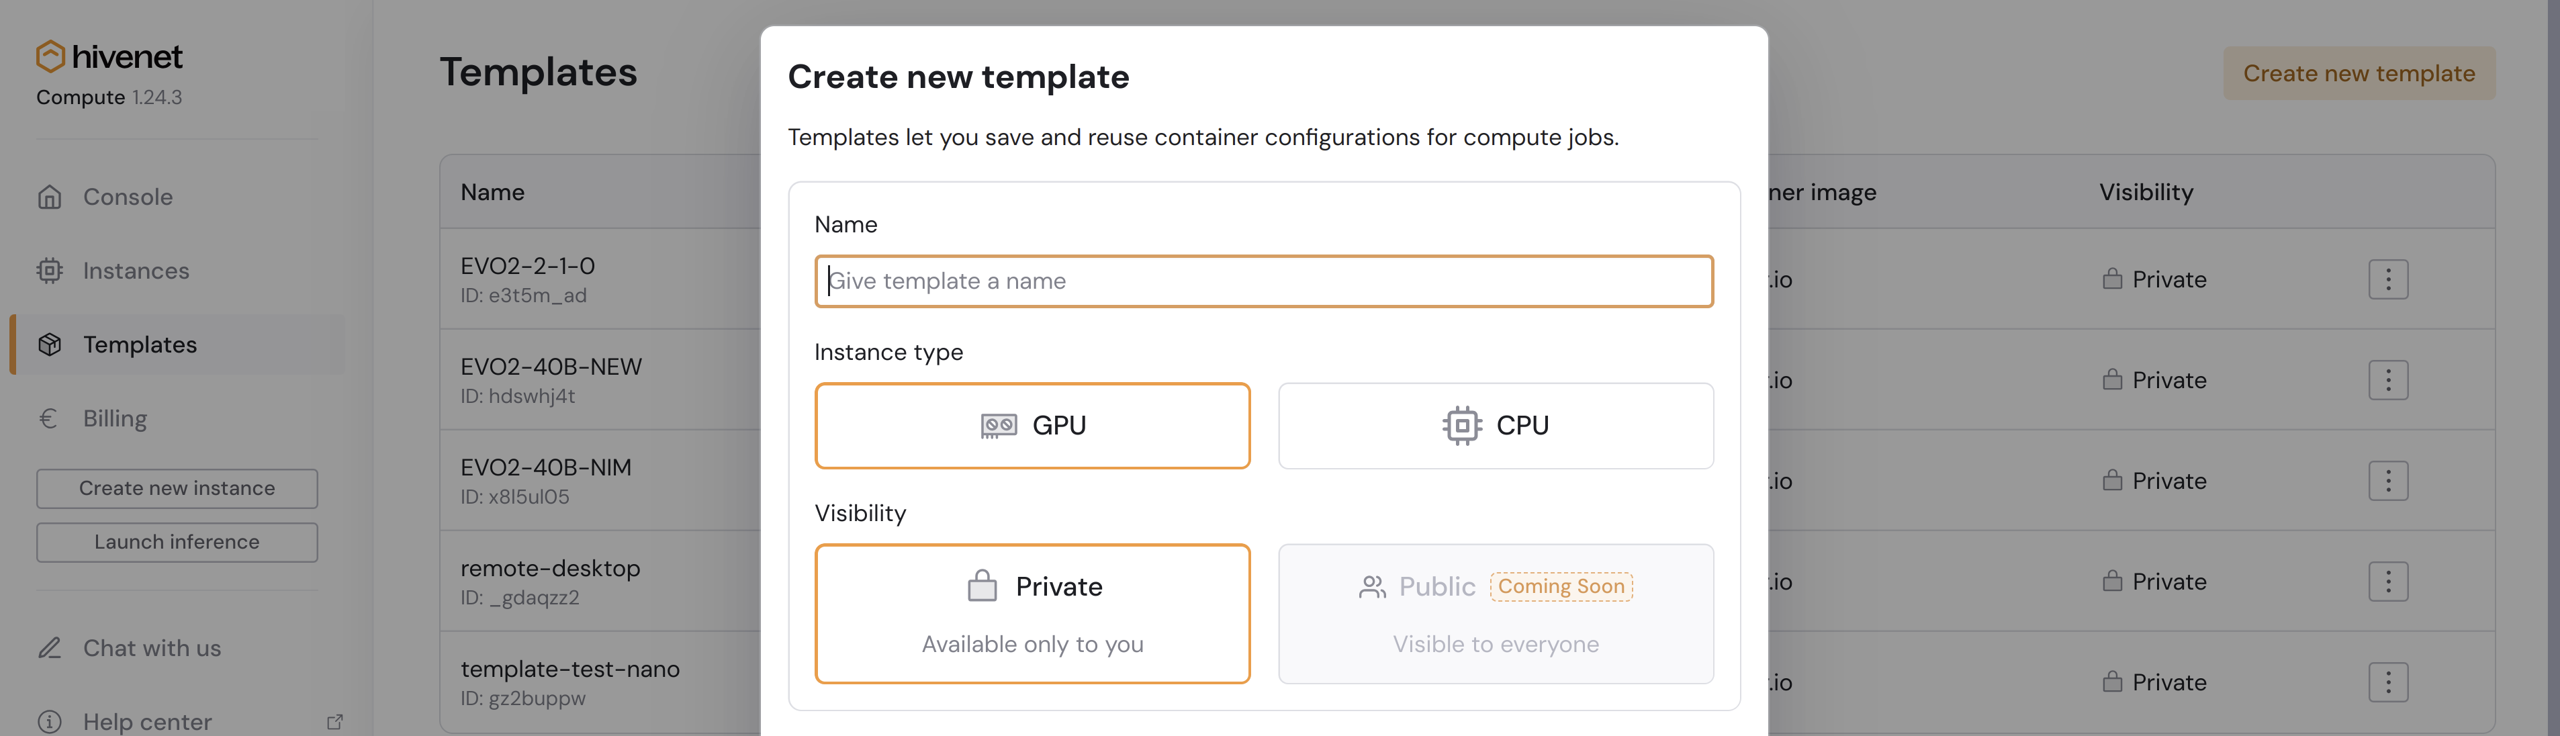 hivenet
Compute 1.24.3
Console
Instances
Templates
Billing
Create new instance
Launch inference
Chat with us
Help center
Templates
Create new template
Name
ner image
Visibility
EVO2-2-1-0
ID: e3t5m_ad
.io
Private
EVO2-40B-NEW
ID: hdswhj4t
.io
Private
EVO2-40B-NIM
ID: x8l5ul05
.io
Private
remote-desktop
ID: _gdaqzz2
.io
Private
template-test-nano
ID: gz2buppw
.io
Private
Create new template
Templates let you save and reuse container configurations for compute jobs.
Name
Give template a name
Instance type
GPU
CPU
Visibility
Private
Available only to you
Public
Coming Soon
Visible to everyone